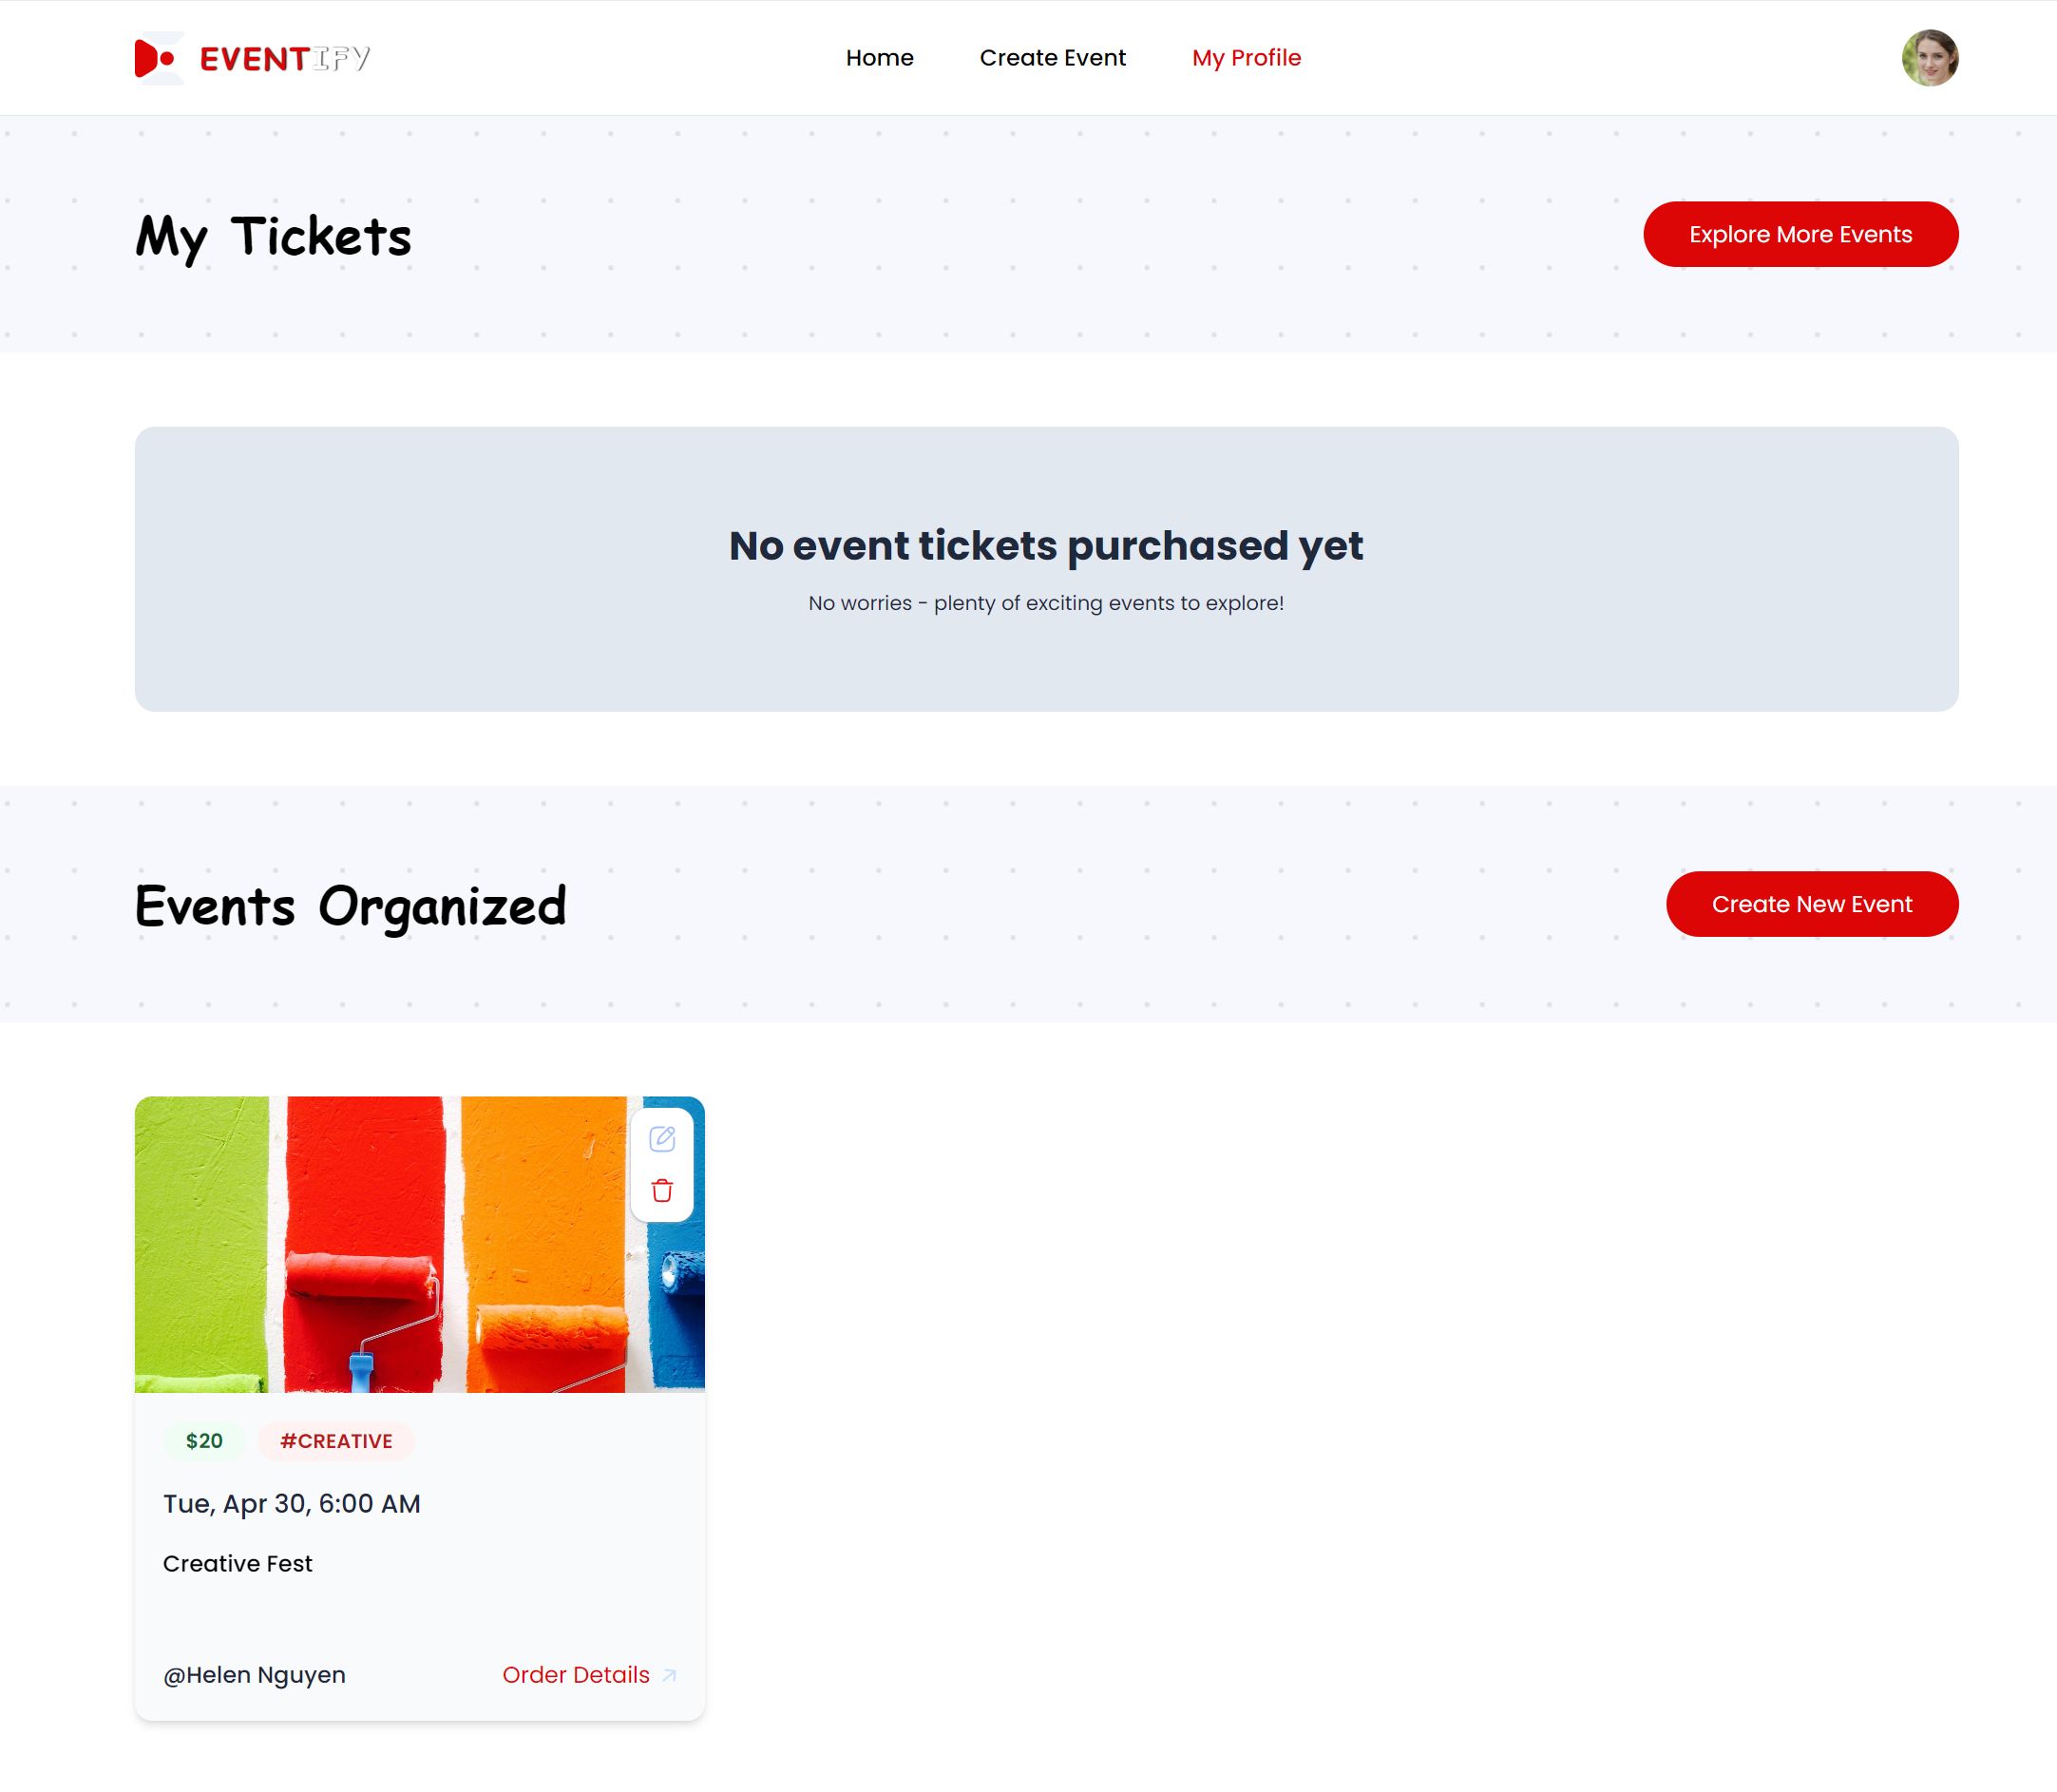 EVENTIFY
Home
Create Event
My Profile
My Tickets
Explore More Events
No event tickets purchased yet
No worries - plenty of exciting events to explore!
Events Organized
Create New Event
$20
#CREATIVE
Tue, Apr 30, 6:00 AM
Creative Fest
@Helen Nguyen
Order Details